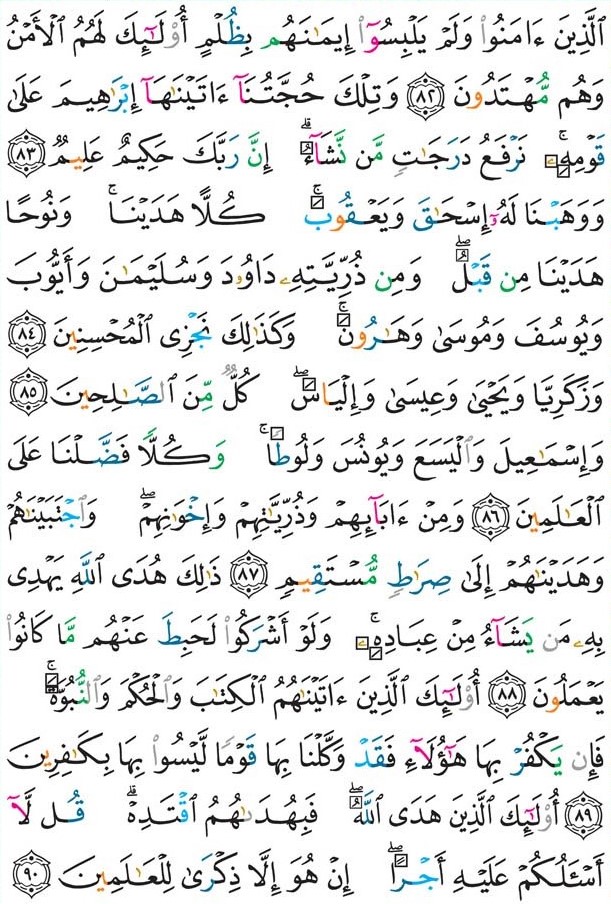 ٱلَّذِينَ ءَامَنُوا۟ وَلَمْ يَلْبِسُوٓا۟ إِيمَـٰنَهُم بِظُلْمٍ أُو۟لَـٰٓئِكَ لَهُمُ ٱلْأَمْنُ
وَهُم مُّهْتَدُونَ ٨٢ وَتِلْكَ حُجَّتُنَآ ءَاتَيْنَـٰهَآ إِبْرَٰهِيمَ عَلَىٰ
قَوْمِهِۦ ۚ نَرْفَعُ دَرَجَـٰتٍ مَّن نَّشَآءُ ۗ إِنَّ رَبَّكَ حَكِيمٌ عَلِيمٌ ٨٣
وَوَهَبْنَا لَهُۥٓ إِسْحَـٰقَ وَيَعْقُوبَ ۚ كُلًّا هَدَيْنَا ۚ وَنُوحًا
هَدَيْنَا مِن قَبْلُ ۖ وَمِن ذُرِّيَّتِهِۦ دَاوُۥدَ وَسُلَيْمَـٰنَ وَأَيُّوبَ
وَيُوسُفَ وَمُوسَىٰ وَهَـٰرُونَ ۚ وَكَذَٰلِكَ نَجْزِى ٱلْمُحْسِنِينَ ٨٤
وَزَكَرِيَّا وَيَحْيَىٰ وَعِيسَىٰ وَإِلْيَاسَ ۖ كُلٌّ مِّنَ ٱلصَّـٰلِحِينَ ٨٥
وَإِسْمَـٰعِيلَ وَٱلْيَسَعَ وَيُونُسَ وَلُوطًا ۚ وَكُلًّا فَضَّلْنَا عَلَى
ٱلْعَـٰلَمِينَ ٨٦ وَمِنْ ءَابَآئِهِمْ وَذُرِّيَّـٰتِهِمْ وَإِخْوَٰنِهِمْ ۖ وَٱجْتَبَيْنَـٰهُمْ
وَهَدَيْنَـٰهُمْ إِلَىٰ صِرَٰطٍ مُّسْتَقِيمٍ ٨٧ ذَٰلِكَ هُدَى ٱللَّهِ يَهْدِى
بِهِۦ مَن يَشَآءُ مِنْ عِبَادِهِۦ ۚ وَلَوْ أَشْرَكُوا۟ لَحَبِطَ عَنْهُم مَّا كَانُوا۟
يَعْمَلُونَ ٨٨ أُو۟لَـٰٓئِكَ ٱلَّذِينَ ءَاتَيْنَـٰهُمُ ٱلْكِتَـٰبَ وَٱلْحُكْمَ وَٱلنُّبُوَّةَ ۚ
فَإِن يَكْفُرْ بِهَا هَـٰٓؤُلَآءِ فَقَدْ وَكَّلْنَا بِهَا قَوْمًا لَّيْسُوا۟ بِهَا بِكَـٰفِرِينَ
٨٩ أُو۟لَـٰٓئِكَ ٱلَّذِينَ هَدَى ٱللَّهُ ۖ فَبِهُدَىٰهُمُ ٱقْتَدِهْ ۗ قُل لَّآ
أَسْـَٔلُكُمْ عَلَيْهِ أَجْرًا ۖ إِنْ هُوَ إِلَّا ذِكْرَىٰ لِلْعَـٰلَمِينَ ٩٠